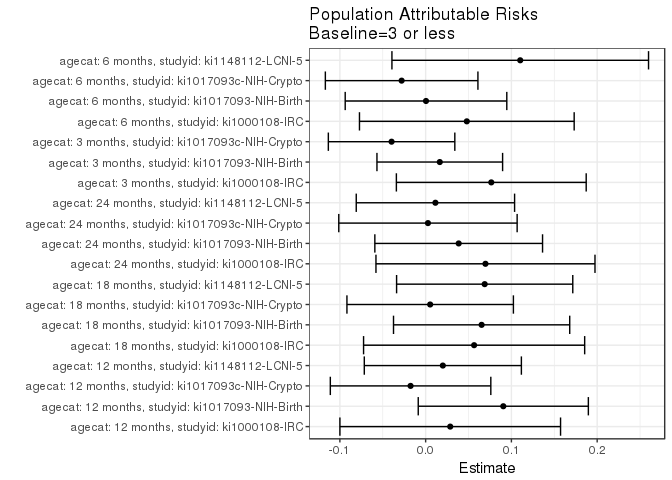 Population Attributable Risks
Baseline=3 or less
agecat: 6 months, studyid: ki1148112-LCNI-5
agecat: 6 months, studyid: ki1017093c-NIH-Crypto
agecat: 6 months, studyid: ki1017093-NIH-Birth
agecat: 6 months, studyid: ki1000108-IRC
agecat: 3 months, studyid: ki1017093c-NIH-Crypto
agecat: 3 months, studyid: ki1017093-NIH-Birth
agecat: 3 months, studyid: ki1000108-IRC
agecat: 24 months, studyid: ki1148112-LCNI-5
agecat: 24 months, studyid: ki1017093c-NIH-Crypto
agecat: 24 months, studyid: ki1017093-NIH-Birth
agecat: 24 months, studyid: ki1000108-IRC
agecat: 18 months, studyid: ki1148112-LCNI-5
agecat: 18 months, studyid: ki1017093c-NIH-Crypto
agecat: 18 months, studyid: ki1017093-NIH-Birth
agecat: 18 months, studyid: ki1000108-IRC
agecat: 12 months, studyid: ki1148112-LCNI-5
agecat: 12 months, studyid: ki1017093c-NIH-Crypto
agecat: 12 months, studyid: ki1017093-NIH-Birth
agecat: 12 months, studyid: ki1000108-IRC
-0.1 0.0 0.1 0.2
Estimate